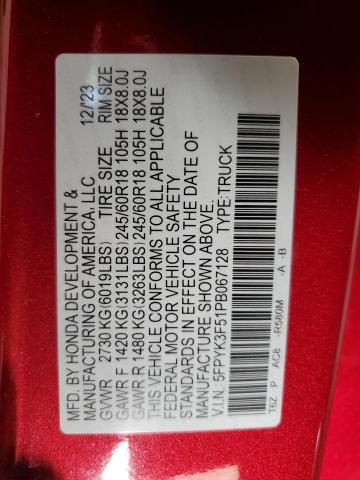 MFD. BY HONDA DEVELOPMENT &
MANUFACTURING OF AMERICA, LLC 12/23
GVWR 2730 KG(6019LBS) TIRE SIZE RIM SIZE
GAWR F 1420 KG(3131LBS)245/60R18 105H 18X8.0J
GAWR R 1480 KG(3263LBS)245/60R18 105H 18X8.0J
THIS VEHICLE CONFORMS TO ALL APPLICABLE
FEDERAL MOTOR VEHICLE SAFETY
STANDARDS IN EFFECT ON THE DATE OF
MANUFACTURE SHOWN ABOVE.
V.I.N.: 5FPYK3F51PB067128 TYPE:TRUCK
T6Z P AC8 -R580M -A -B